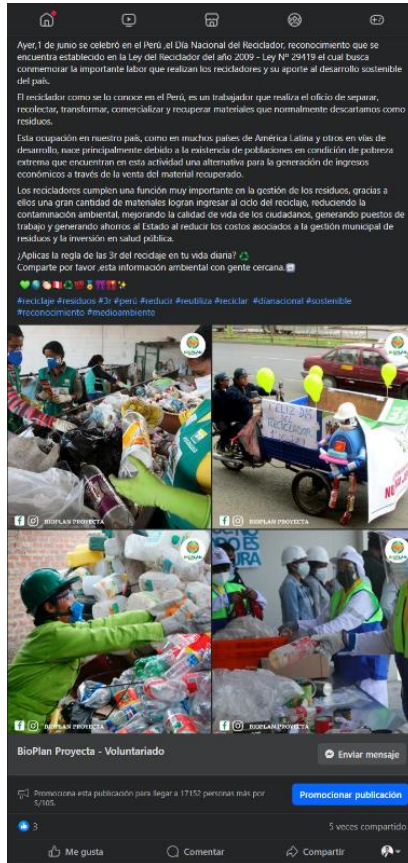 Ayer,1 de junio se celebró en el Perú ,el Día Nacional del Reciclador, reconocimiento que se
encuentra establecido en la Ley del Reciclador del año 2009 - Ley Nº 29419 el cual busca
conmemorar la importante labor que realizan los recicladores y su aporte al desarrollo sostenible
del país.
El reciclador como se lo conoce en el Perú, es un trabajador que realiza el oficio de separar,
recolectar, transformar, comercializar y recuperar materiales que normalmente descartamos como
residuos.
Esta ocupación en nuestro país, como en muchos países de América Latina y otros en vías de
desarrollo, nace principalmente debido a la existencia de poblaciones en condición de pobreza
extrema que encuentran en esta actividad una alternativa para la generación de ingresos
económicos a través de la venta del material recuperado.
Los recicladores cumplen una función muy importante en la gestión de los residuos, gracias a
ellos una gran cantidad de materiales logran ingresar al ciclo del reciclaje, reduciendo la
contaminación ambiental, mejorando la calidad de vida de los ciudadanos, generando puestos de
trabajo y generando ahorros al Estado al reducir los costos asociados a la gestión municipal de
residuos y la inversión en salud pública.
¿Aplicas la regla de las 3r del reciclaje en tu vida diaria? ♻️
Comparte por favor ,esta información ambiental con gente cercana.
#reciclaje #residuos #3r #perú #reducir #reutiliza #reciclar #díanacional #sostenible
#reconocimiento #medioambiente
FELIZ DIA
DEL
RECICLADOR
BIOPLAN PROYECTA
BIOPLAN PROYECTA
BIOPLAN PROYECTA
BIOPLAN PROYECTA
BioPlan Proyecta - Voluntariado
Enviar mensaje
Promociona esta publicación para llegar a 17152 personas más por
S/105.
Promocionar publicación
3
5 veces compartido
Me gusta
Comentar
Compartir